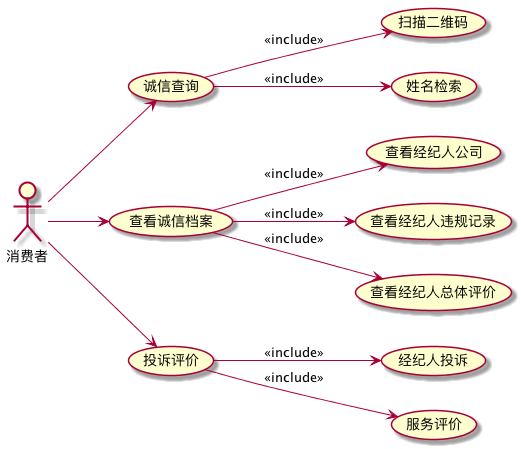 扫描二维码
«include»
诚信查询
«include»
姓名检索
查看经纪人公司
«include»
消费者
查看诚信档案
«include»
查看经纪人违规记录
«include»
查看经纪人总体评价
投诉评价
«include»
经纪人投诉
«include»
服务评价